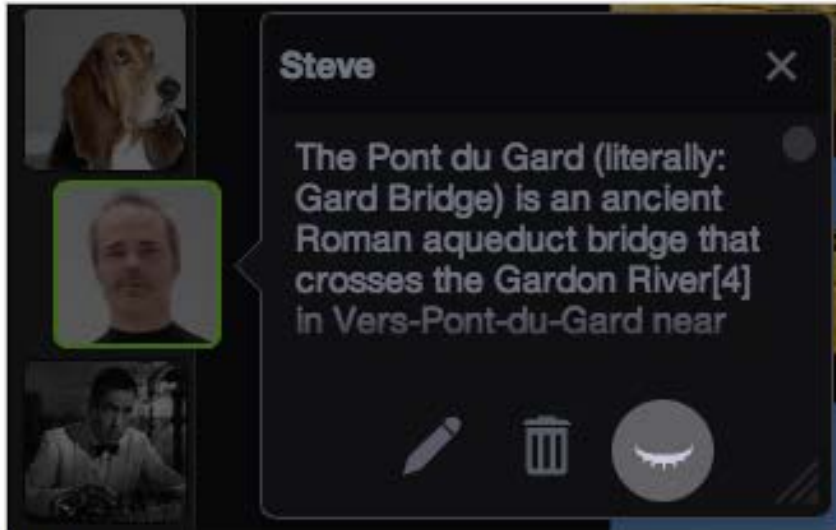 Steve
The Pont du Gard (literally:
Gard Bridge) is an ancient
Roman aqueduct bridge that
crosses the Gardon River[4]
in Vers-Pont-du-Gard near